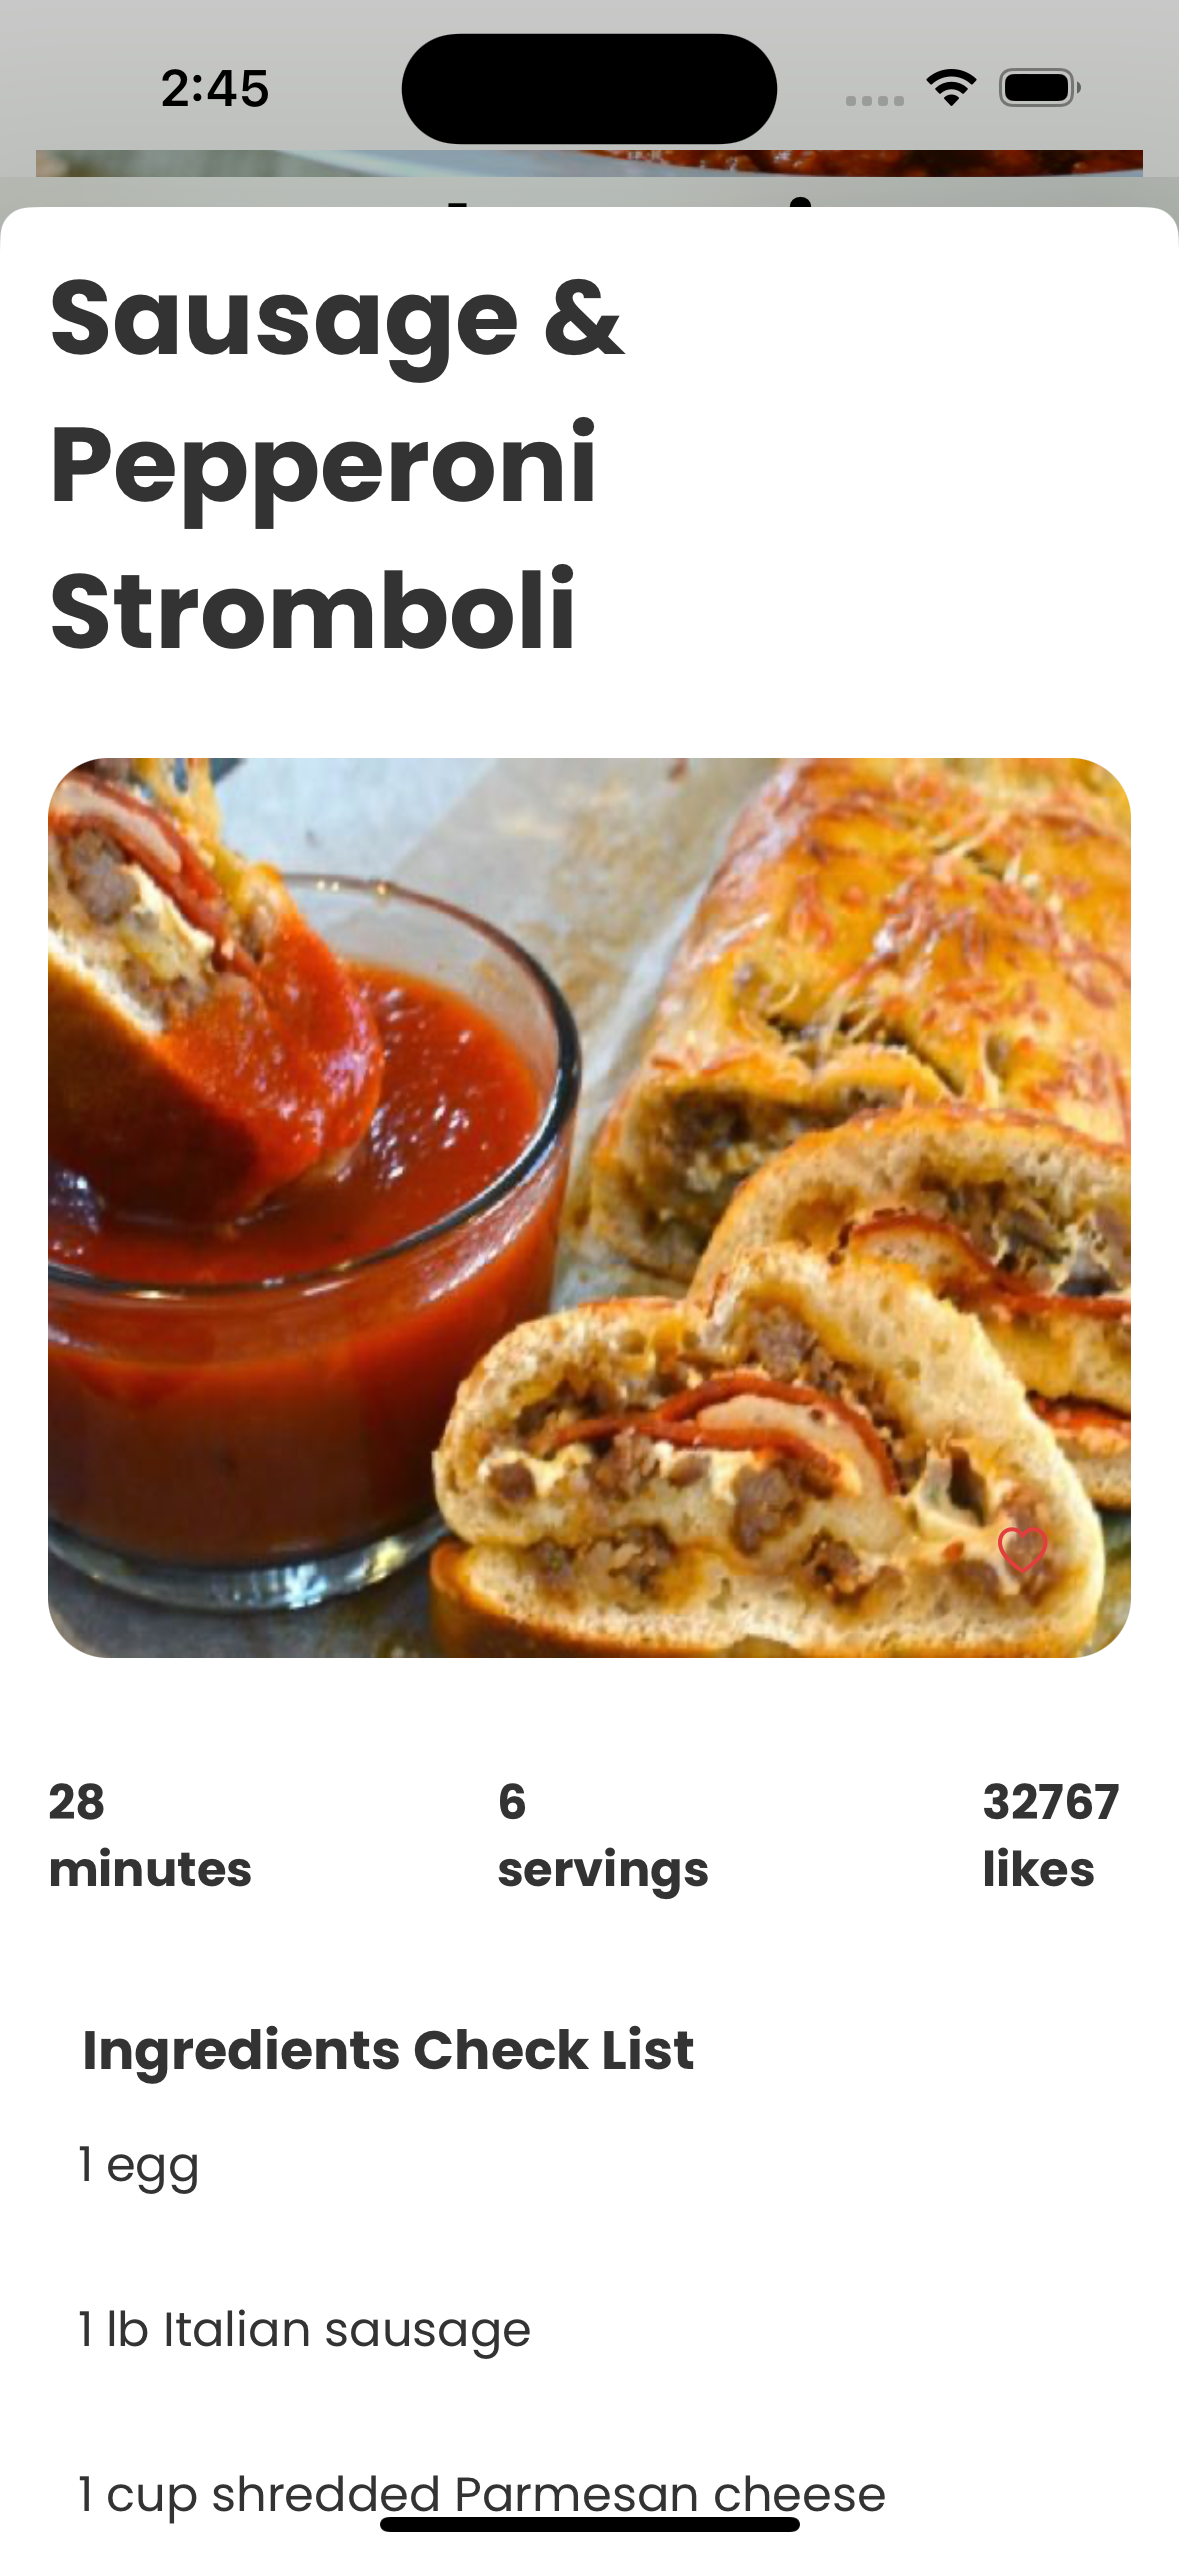 2:45
Sausage &
Pepperoni
Stromboli
28
minutes
6
servings
32767
likes
Ingredients Check List
1 egg
1 lb Italian sausage
1 cup shredded Parmesan cheese